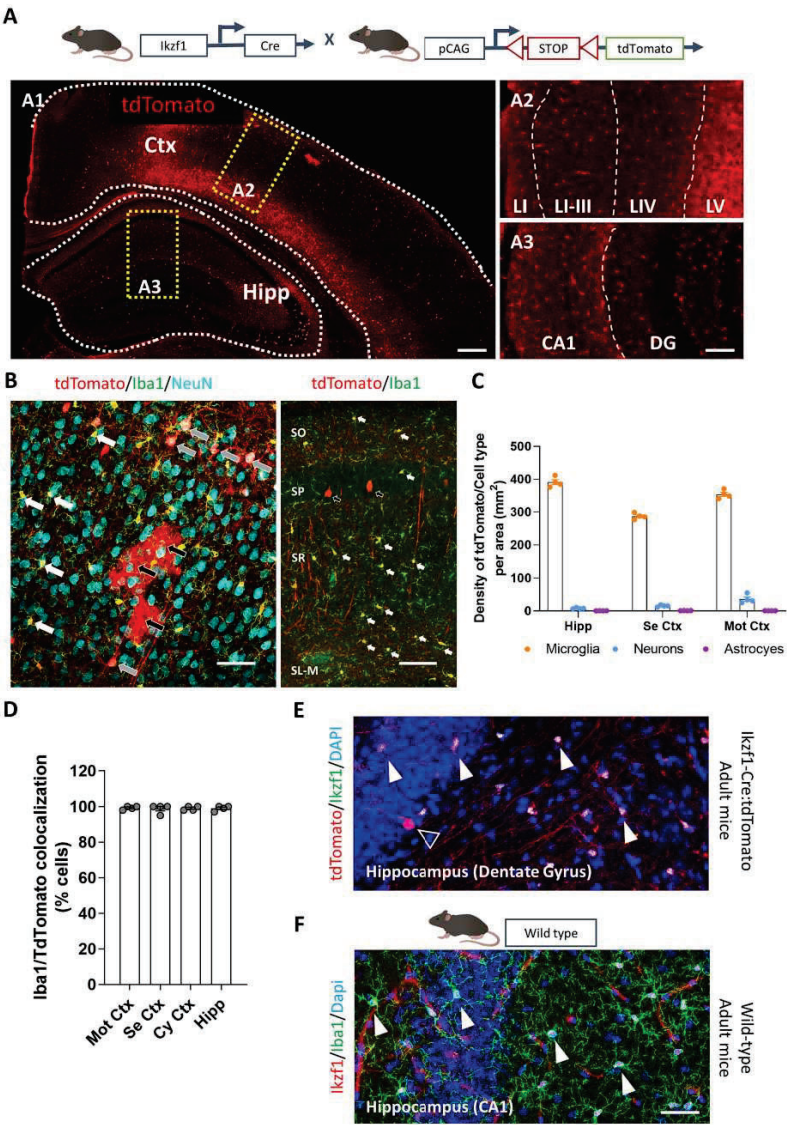 A
Ikzf1
Cre
X
pCAG
STOP
tdTomato
A1
tdTomato
Ctx
A2
A3
Hipp
A2
LI
LI-III
LIV
LV
A3
CA1
DG
B
tdTomato/Iba1/NeuN
tdTomato/Iba1
SO
SP
SR
SL-M
C
Density of tdTomato/Cell type
per area (mm²)
500
400
300
200
100
0
Hipp
Se Ctx
Mot Ctx
Microglia
Neurons
Astrocyes
D
Iba1/TdTomato colocalization
(% cells)
120
100
80
60
40
20
0
Mot Ctx
Se Ctx
Cy Ctx
Hipp
E
tdTomato/Ikzf1/DAPI
Hippocampus (Dentate Gyrus)
Ikzf1-Cre:tdTomato
Adult mice
F
Wild type
Ikzf1/Iba1/Dapi
Hippocampus (CA1)
Wild-type
Adult mice